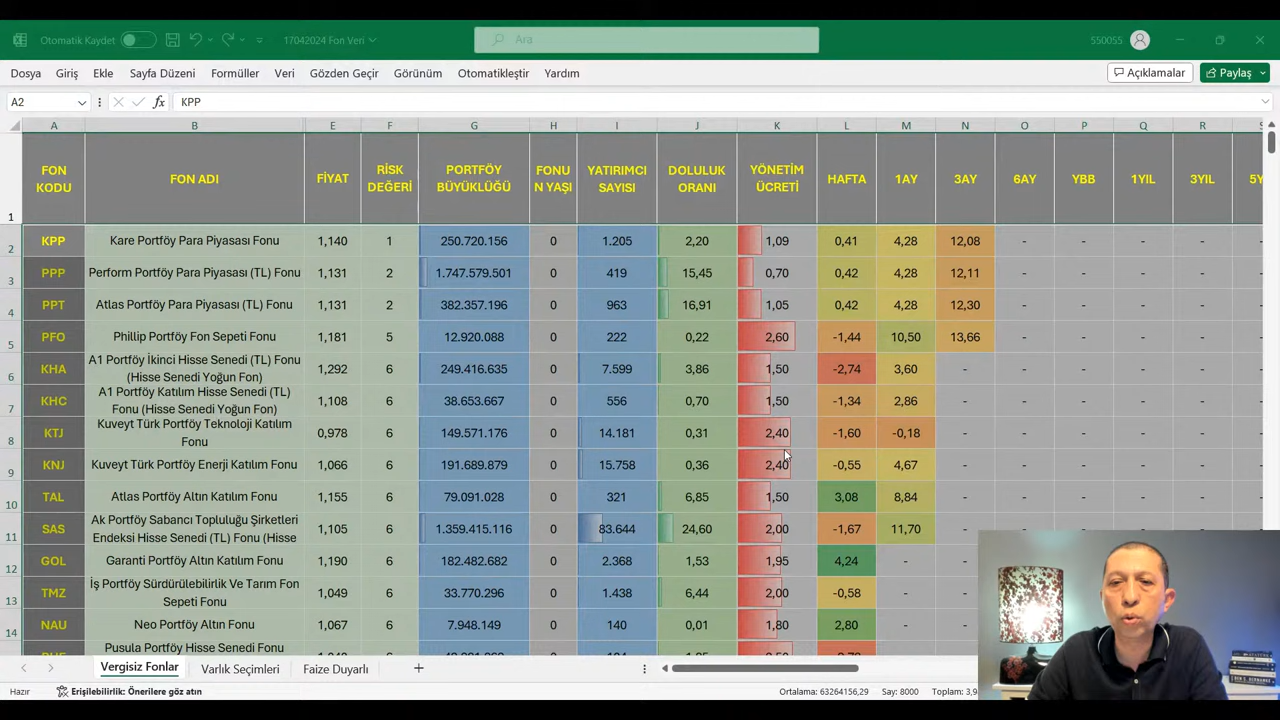 Otomatik Kaydet
17042024 Fon Veri
Ara
550055
Dosya Giriş Ekle Sayfa Düzeni Formüller Veri Gözden Geçir Görünüm Otomatikleştir Yardım
Açıklamalar
Paylaş
A2
fx
KPP
A B E F G H I J K L M N O P Q R S
1 FON KODU FON ADI FİYAT RİSK DEĞERİ PORTFÖY BÜYÜKLÜĞÜ FONUN YAŞI YATIRIMCI SAYISI DOLULUK ORANI YÖNETİM ÜCRETİ HAFTA 1AY 3AY 6AY YBB 1YIL 3YIL 5Y
2 KPP Kare Portföy Para Piyasası Fonu 1,140 1 250.720.156 0 1.205 2,20 1,09 0,41 4,28 12,08 - - - - -
3 PPP Perform Portföy Para Piyasası (TL) Fonu 1,131 2 1.747.579.501 0 419 15,45 0,70 0,42 4,28 12,11 - - - - -
4 PPT Atlas Portföy Para Piyasası (TL) Fonu 1,131 2 382.357.196 0 963 16,91 1,05 0,42 4,28 12,30 - - - - -
5 PFO Phillip Portföy Fon Sepeti Fonu 1,181 5 12.920.088 0 222 0,22 2,60 -1,44 10,50 13,66 - - - - -
6 KHA A1 Portföy İkinci Hisse Senedi (TL) Fonu (Hisse Senedi Yoğun Fon) 1,292 6 249.416.635 0 7.599 3,86 1,50 -2,74 3,60 - - - - - -
7 KHC A1 Portföy Katılım Hisse Senedi (TL) Fonu (Hisse Senedi Yoğun Fon) 1,108 6 38.653.667 0 556 0,70 1,50 -1,34 2,86 - - - - - -
8 KTJ Kuveyt Türk Portföy Teknoloji Katılım Fonu 0,978 6 149.571.176 0 14.181 0,31 2,40 -1,60 -0,18 - - - - - -
9 KNJ Kuveyt Türk Portföy Enerji Katılım Fonu 1,066 6 191.689.879 0 15.758 0,36 2,40 -0,55 4,67 - - - - - -
10 TAL Atlas Portföy Altın Katılım Fonu 1,155 6 79.091.028 0 321 6,85 1,50 3,08 8,84 - - - - - -
11 SAS Ak Portföy Sabancı Topluluğu Şirketleri Endeksi Hisse Senedi (TL) Fonu (Hisse 1,105 6 1.359.415.116 0 83.644 24,60 2,00 -1,67 11,70 - - - - - -
12 GOL Garanti Portföy Altın Katılım Fonu 1,190 6 182.482.682 0 2.368 1,53 1,95 4,24 - - - -
13 TMZ İş Portföy Sürdürülebilirlik Ve Tarım Fon Sepeti Fonu 1,049 6 33.770.296 0 1.438 6,44 2,00 -0,58 - -
14 NAU Neo Portföy Altın Fonu 1,067 6 7.948.149 0 140 0,01 1,80 2,80 - -
Pusula Portföy Hisse Senedi
Vergisiz Fonlar Varlık Seçimleri Faize Duyarlı
Hazır Erişilebilirlik: Önerilere göz atın Ortalama: 63264156,29 Say: 8000 Toplam: 3,9